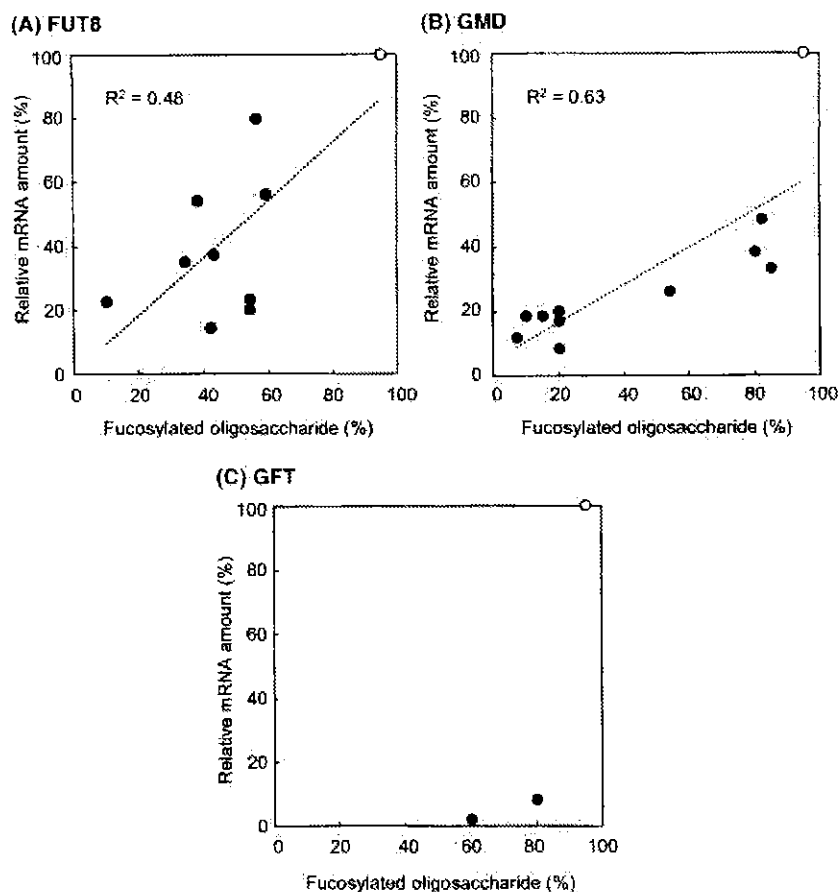 (A) FUT8
R² = 0.48
Relative mRNA amount (%)
100
80
60
40
20
0
0 20 40 60 80 100
Fucosylated oligosaccharide (%)
(B) GMD
R² = 0.63
Relative mRNA amount (%)
100
80
60
40
20
0
0 20 40 60 80 100
Fucosylated oligosaccharide (%)
(C) GFT
Relative mRNA amount (%)
100
80
60
40
20
0
0 20 40 60 80 100
Fucosylated oligosaccharide (%)